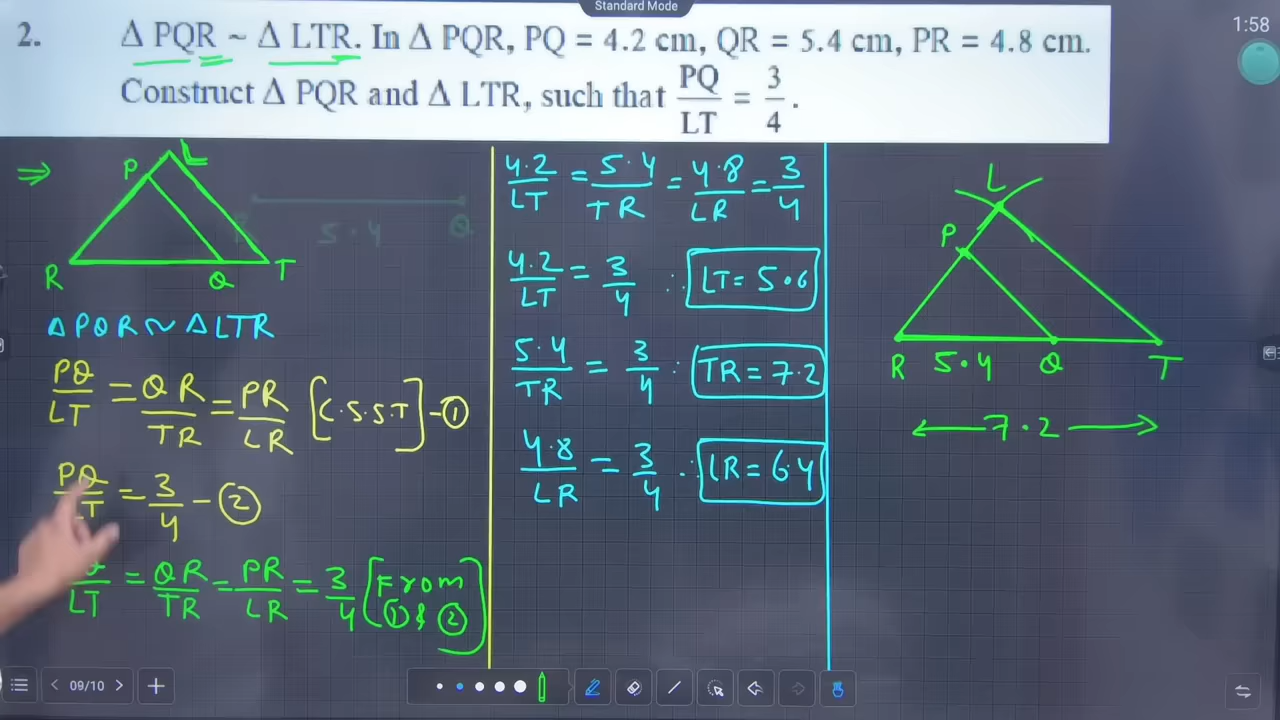 Standard Mode
1:58
2. Δ PQR ~ Δ LTR. In Δ PQR, PQ = 4.2 cm, QR = 5.4 cm, PR = 4.8 cm.
Construct Δ PQR and Δ LTR, such that PQ/LT = 3/4 .
⇒
P L
R Q T
5.4 Q
Δ PQR ~ Δ LTR
PQ/LT = QR/TR = PR/LR [C.S.S.T] - ①
PQ/LT = 3/4 - ②
PQ/LT = QR/TR = PR/LR = 3/4 [From ① & ②]
4.2/LT = 5.4/TR = 4.8/LR = 3/4
4.2/LT = 3/4 ∴ LT = 5.6
5.4/TR = 3/4 ∴ TR = 7.2
4.8/LR = 3/4 ∴ LR = 6.4
L
P
R 5.4 Q T
7.2
09/10